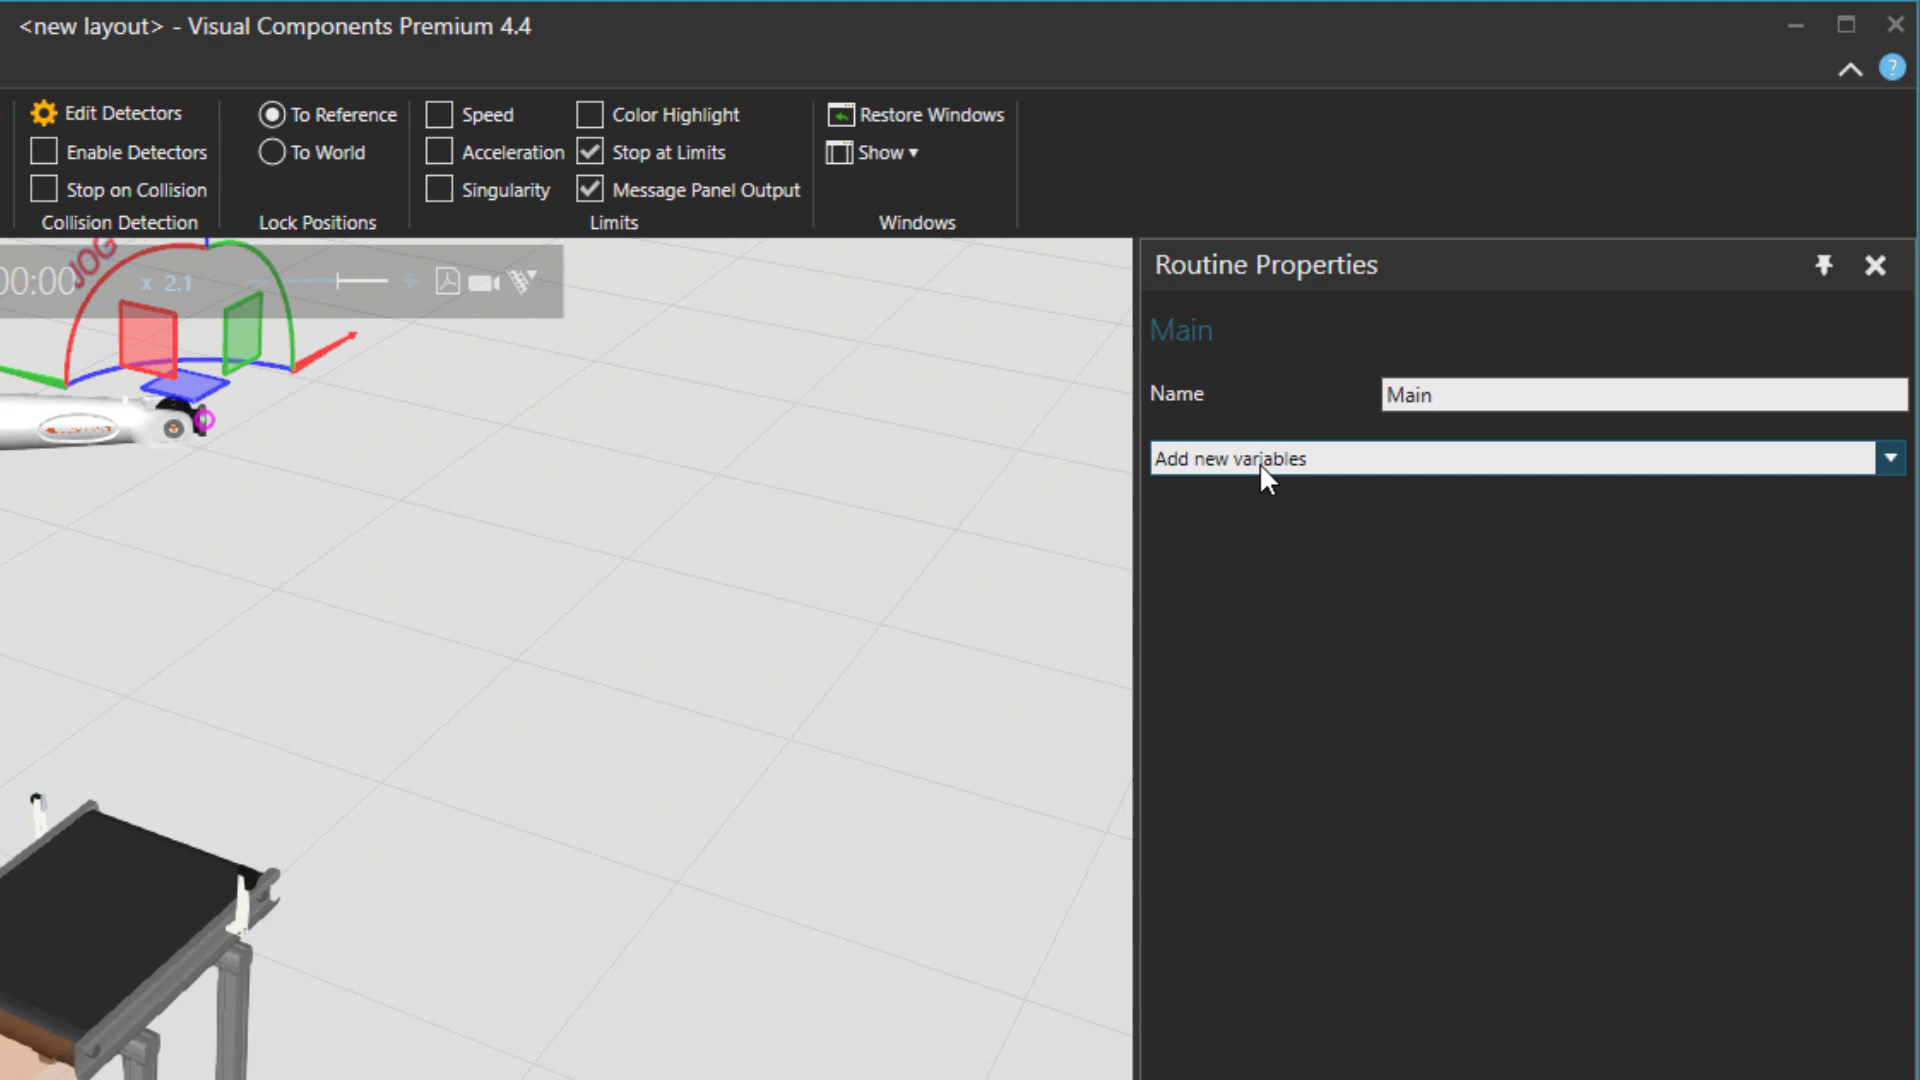 <new layout> - Visual Components Premium 4.4
Edit Detectors
Enable Detectors
Stop on Collision
Collision Detection
To Reference
To World
Lock Positions
Speed
Acceleration
Singularity
Color Highlight
Stop at Limits
Message Panel Output
Limits
Restore Windows
Show
Windows
JOG
00:00
x 2.1
Routine Properties
Main
Name
Main
Add new variables